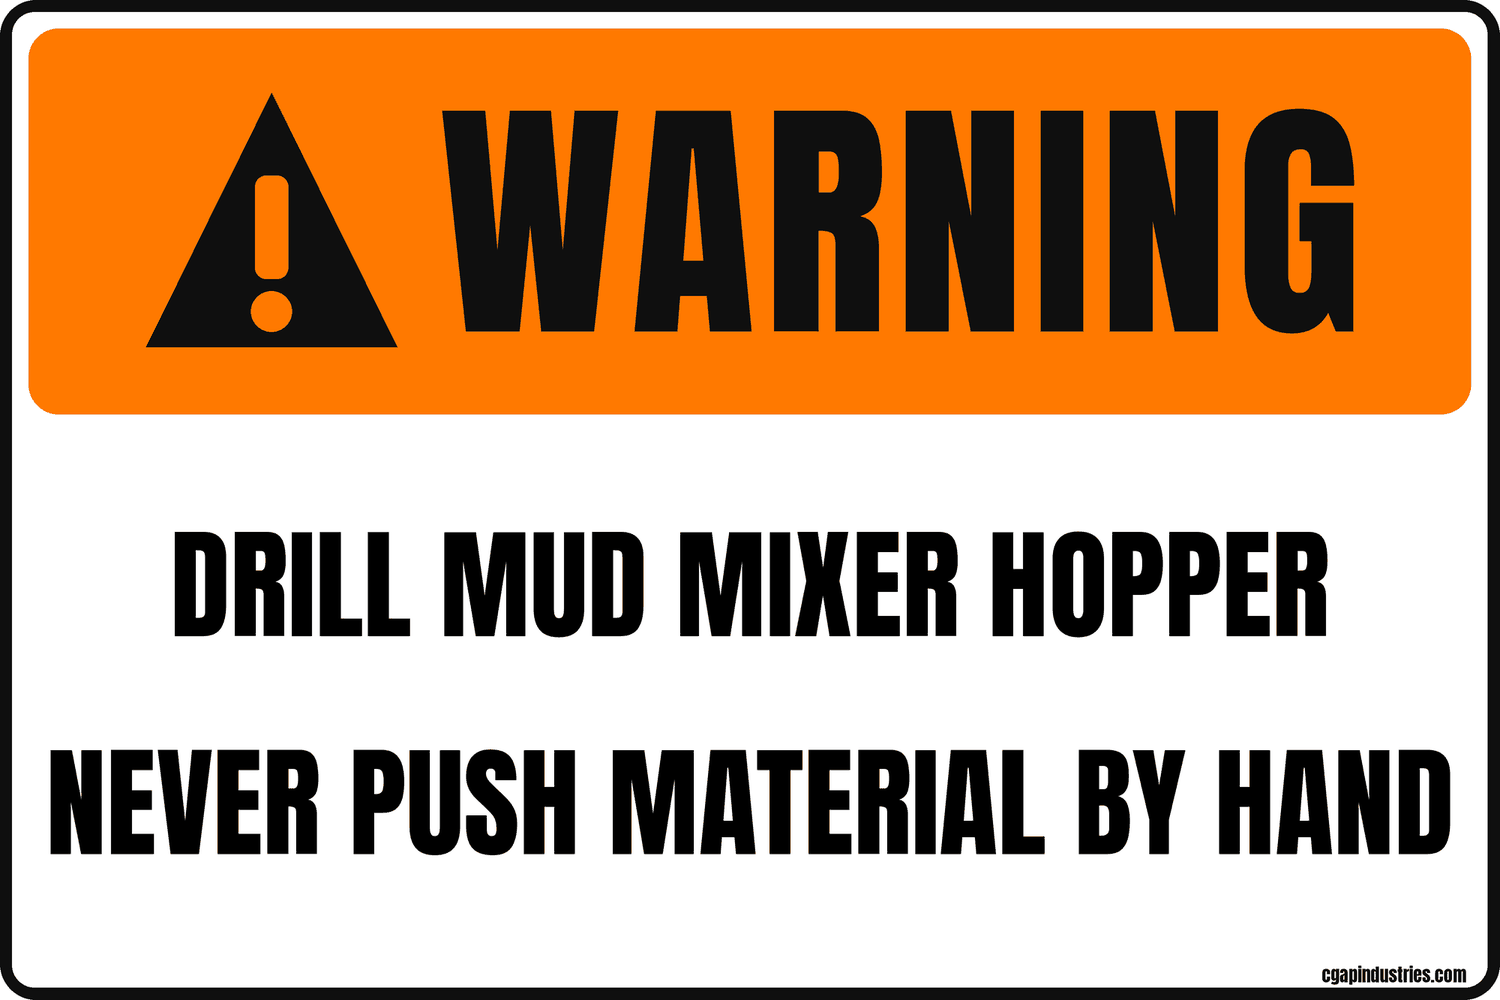 WARNING
DRILL MUD MIXER HOPPER
NEVER PUSH MATERIAL BY HAND
cgapindustries.com